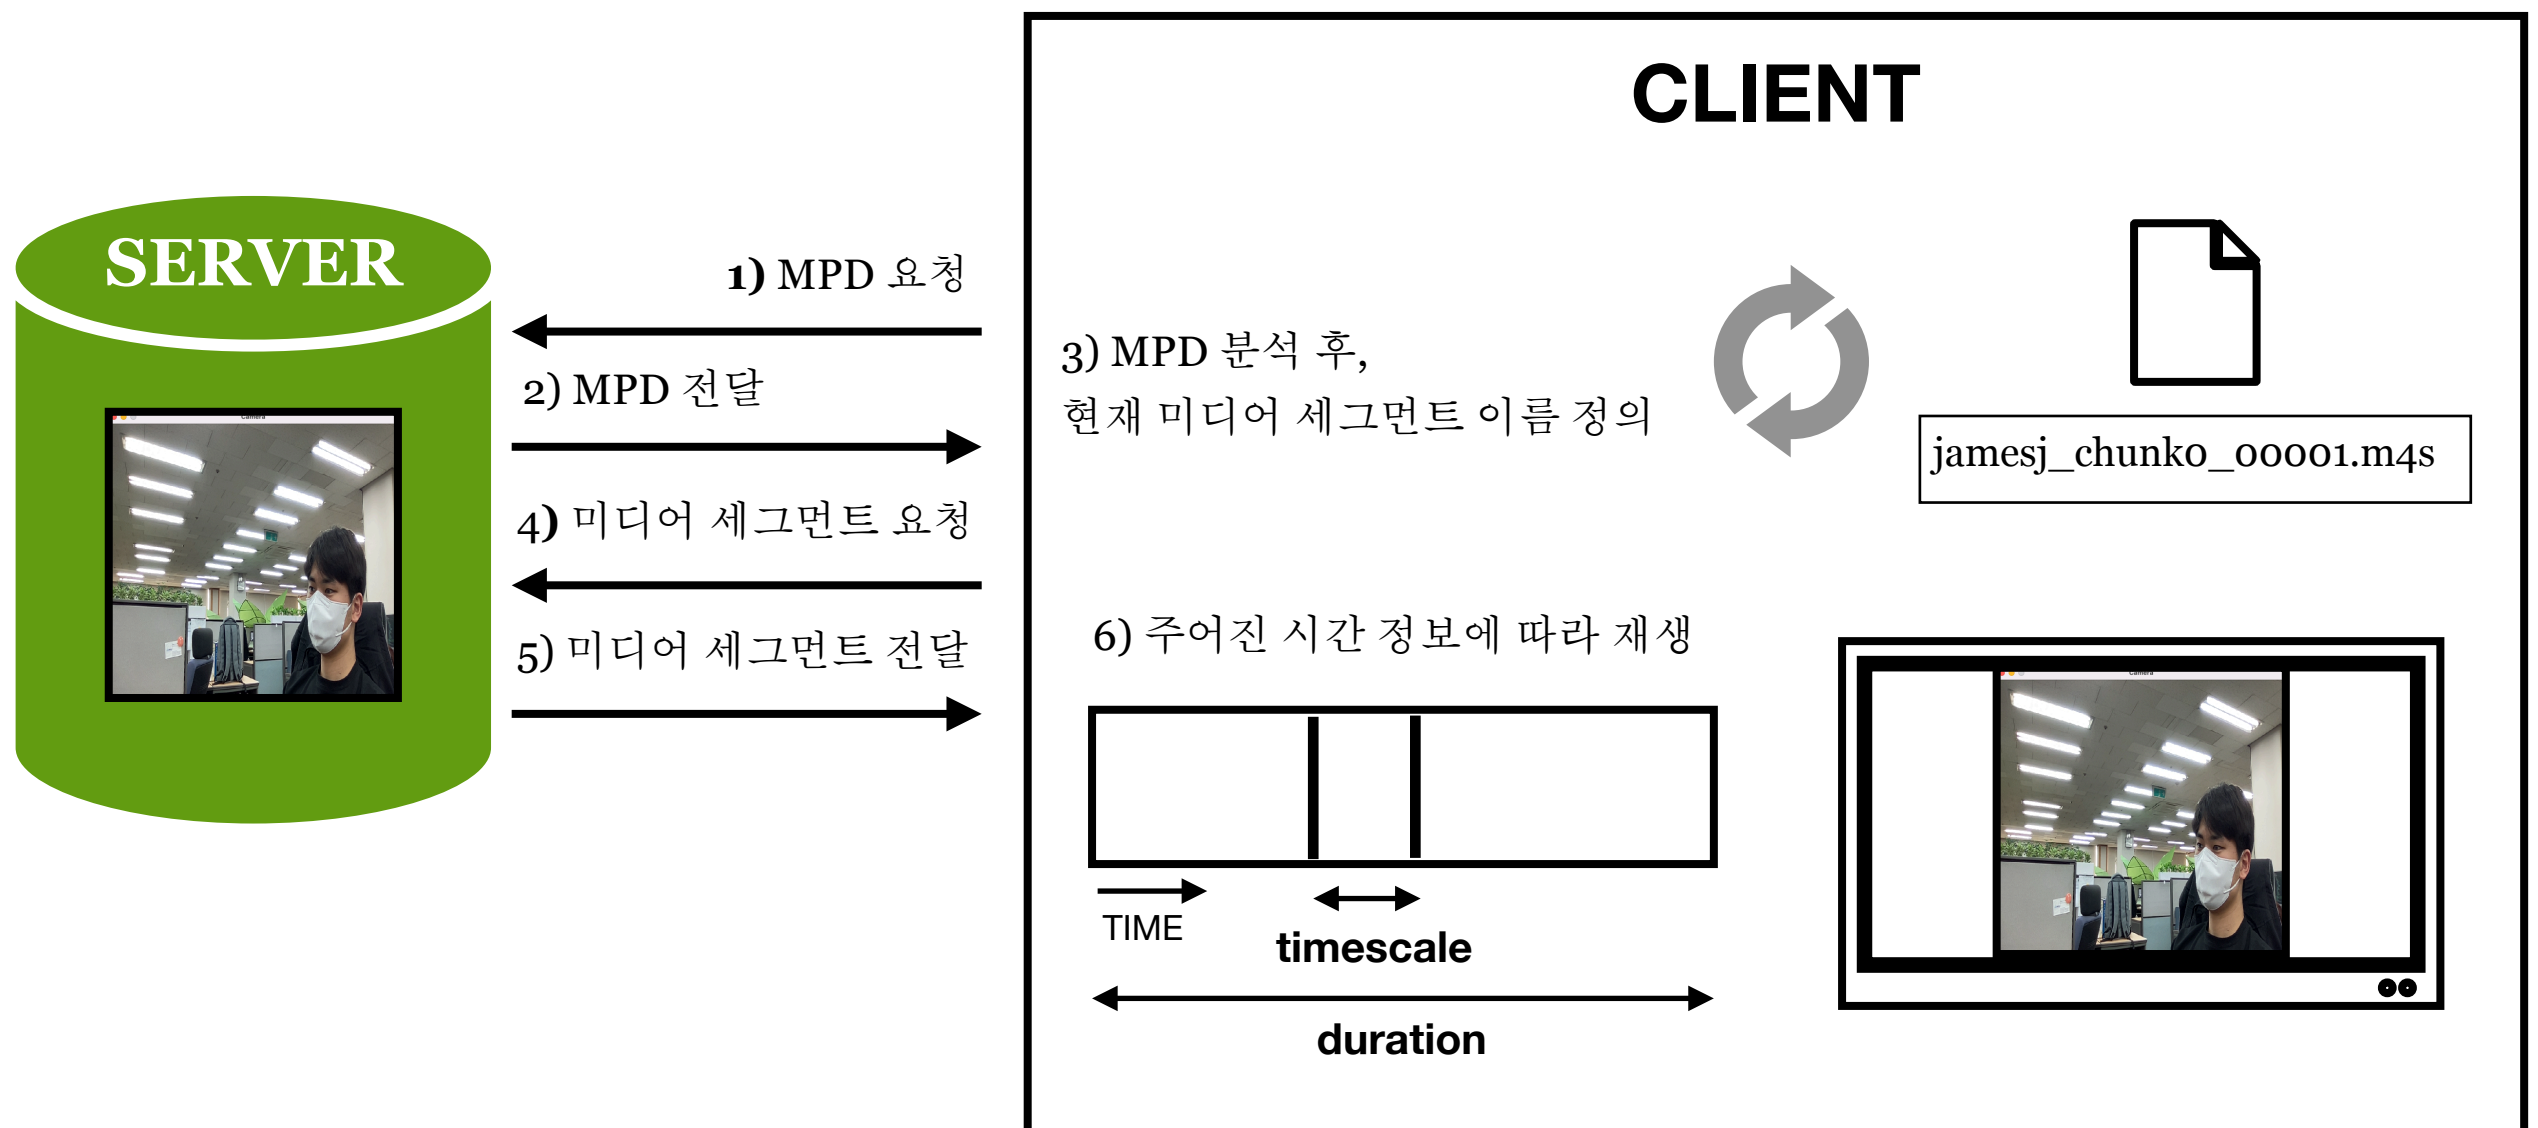 CLIENT
SERVER
1) MPD 요청
2) MPD 전달
3) MPD 분석 후,
현재 미디어 세그먼트 이름 정의
jamesj_chunk0_00001.m4s
4) 미디어 세그먼트 요청
5) 미디어 세그먼트 전달
6) 주어진 시간 정보에 따라 재생
Camera
Camera
TIME
timescale
duration